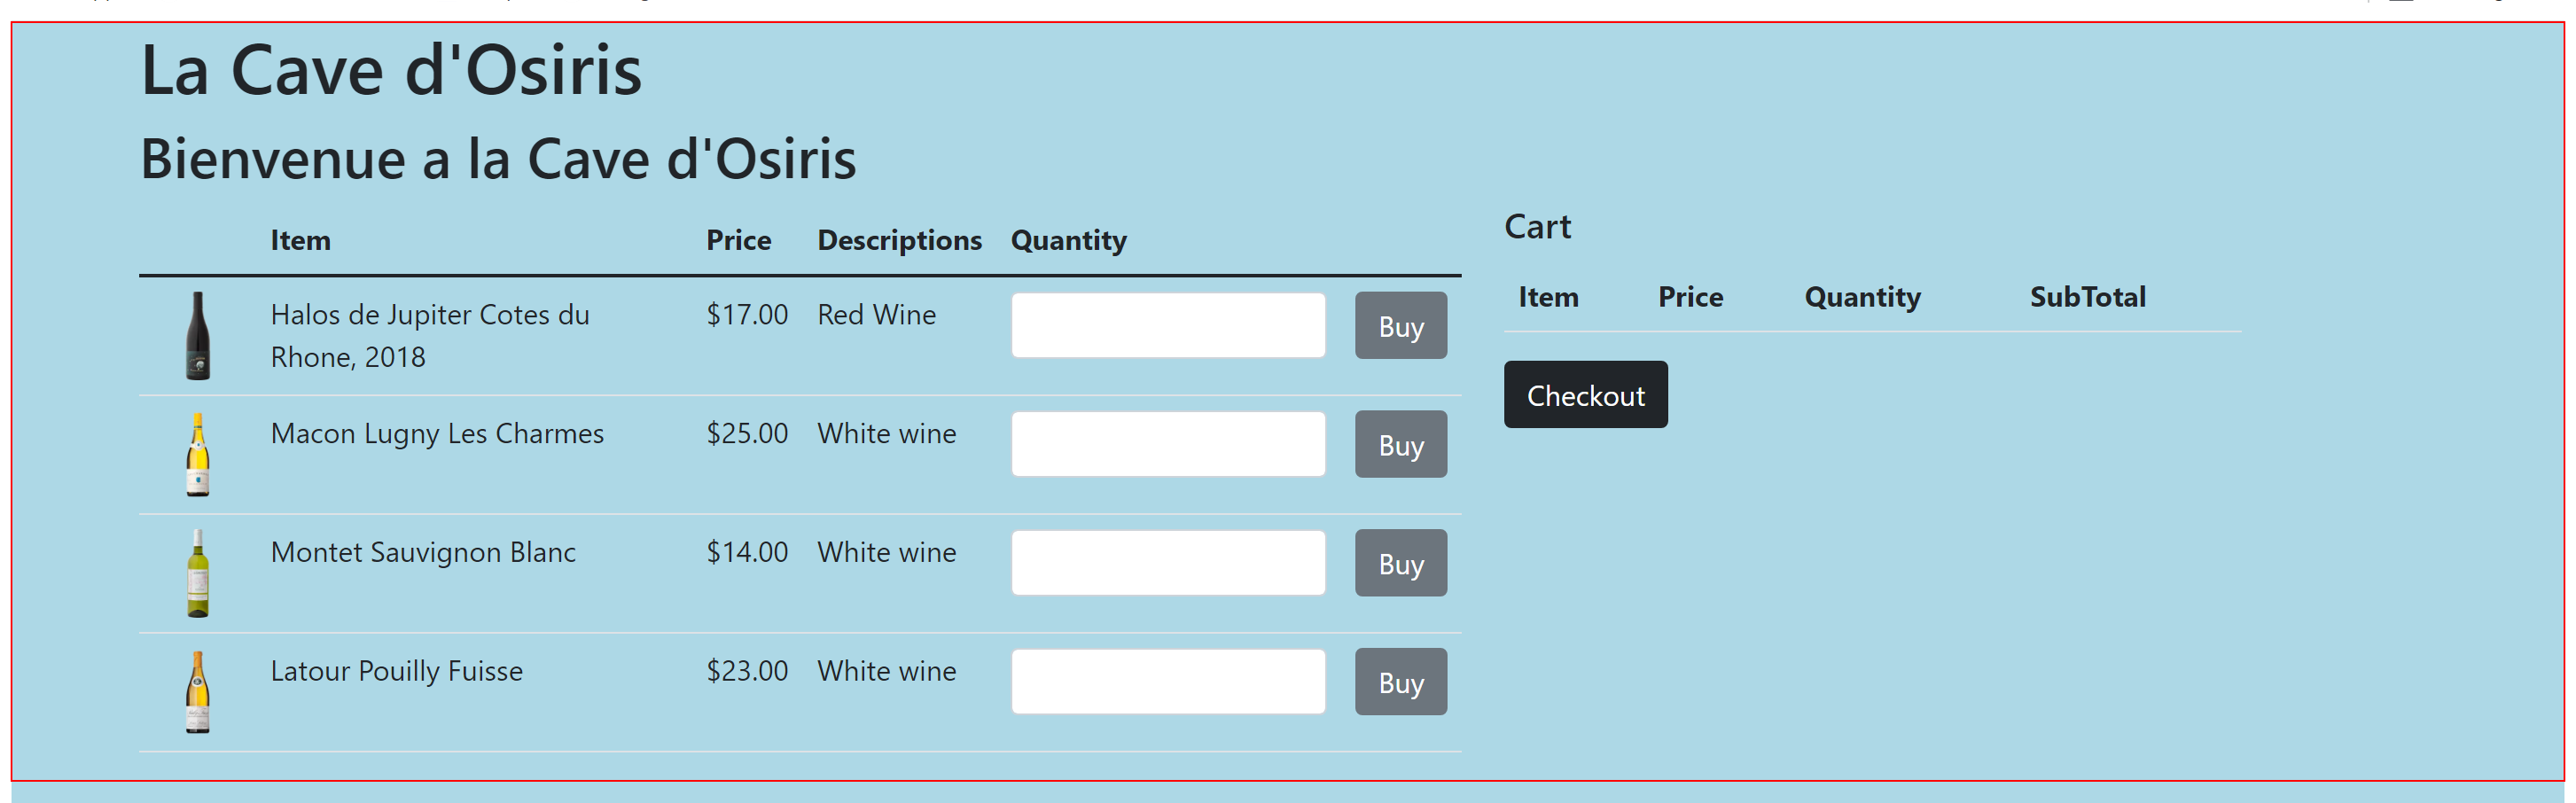 La Cave d'Osiris
Bienvenue a la Cave d'Osiris
Item Price Descriptions Quantity
Halos de Jupiter Cotes du
Rhone, 2018
$17.00 Red Wine Buy
Macon Lugny Les Charmes $25.00 White wine Buy
Montet Sauvignon Blanc $14.00 White wine Buy
Latour Pouilly Fuisse $23.00 White wine Buy
Cart
Item Price Quantity SubTotal
Checkout